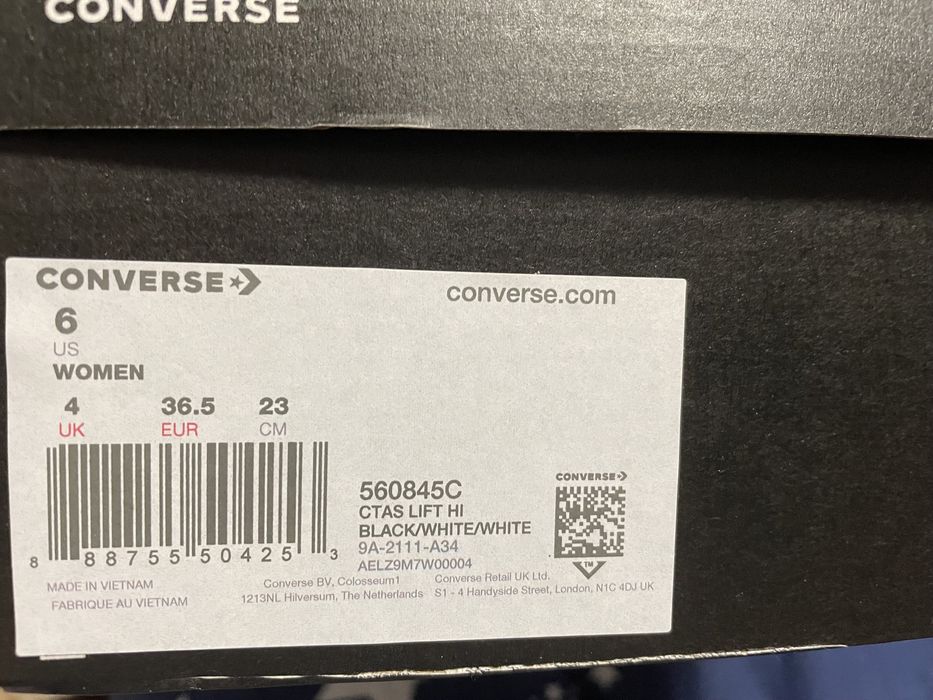 CONVERSE
CONVERSE
converse.com
6
US
WOMEN
4 36.5 23
UK EUR CM
8 88755 50425 3
560845C
CTAS LIFT HI
BLACK/WHITE/WHITE
9A-2111-A34
AELZ9M7W00004
CONVERSE
TM
MADE IN VIETNAM
FABRIQUE AU VIETNAM
Converse BV, Colosseum1
1213NL Hilversum, The Netherlands
Converse Retail UK Ltd.
S1 - 4 Handyside Street, London, N1C 4DJ UK